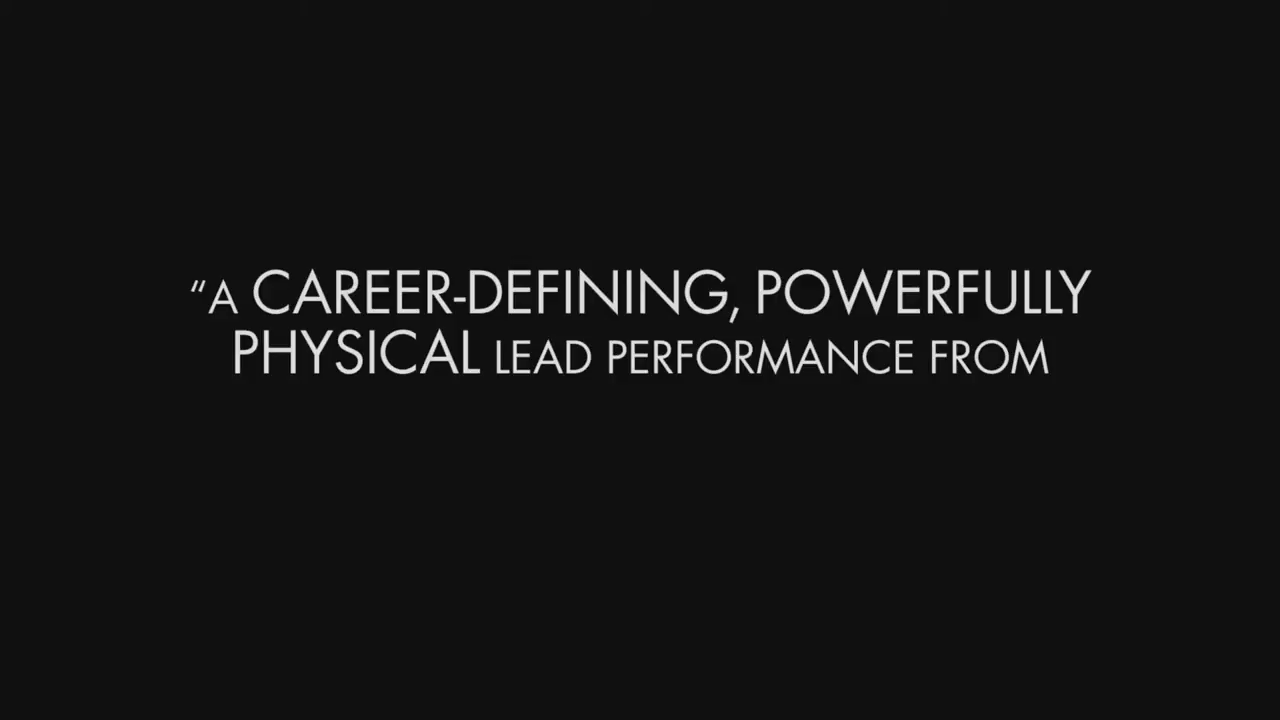 “A CAREER-DEFINING, POWERFULLY
PHYSICAL LEAD PERFORMANCE FROM